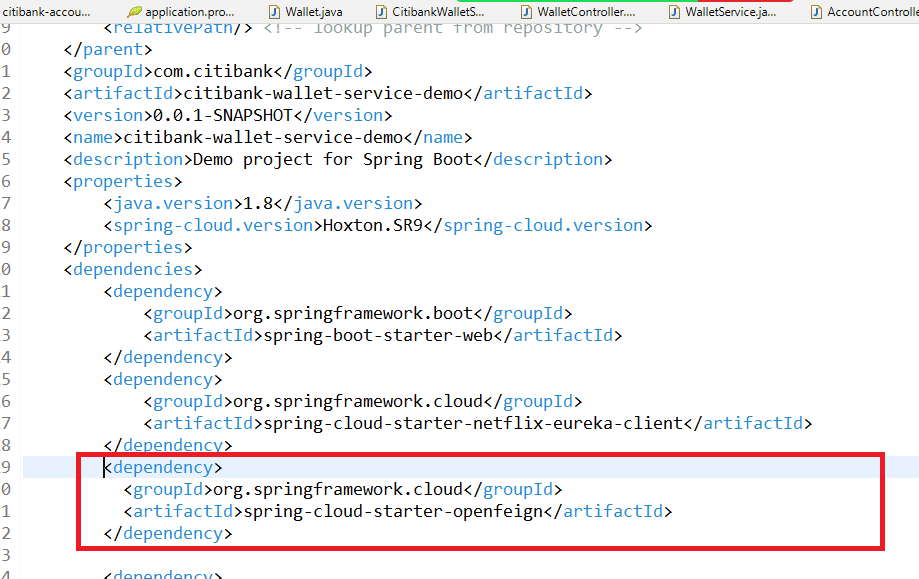 citibank-accou... application.pro... Wallet.java CitibankWalletS... WalletController.... WalletService.ja... AccountControlle
9 <relativePath/> <!-- lookup parent from repository -->
0 </parent>
1 <groupId>com.citibank</groupId>
2 <artifactId>citibank-wallet-service-demo</artifactId>
3 <version>0.0.1-SNAPSHOT</version>
4 <name>citibank-wallet-service-demo</name>
5 <description>Demo project for Spring Boot</description>
6 <properties>
7 <java.version>1.8</java.version>
8 <spring-cloud.version>Hoxton.SR9</spring-cloud.version>
9 </properties>
0 <dependencies>
1 <dependency>
2 <groupId>org.springframework.boot</groupId>
3 <artifactId>spring-boot-starter-web</artifactId>
4 </dependency>
5 <dependency>
6 <groupId>org.springframework.cloud</groupId>
7 <artifactId>spring-cloud-starter-netflix-eureka-client</artifactId>
8 </dependency>
9 <dependency>
0 <groupId>org.springframework.cloud</groupId>
1 <artifactId>spring-cloud-starter-openfeign</artifactId>
2 </dependency>
3
4 <dependency>